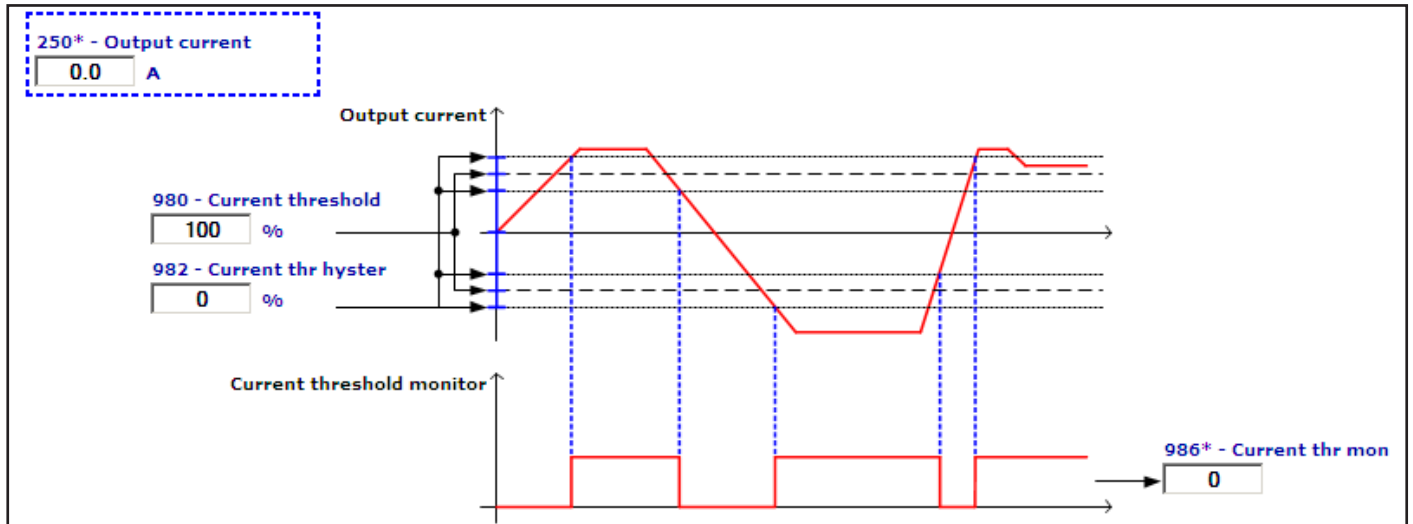 250* - Output current
0.0 A
Output current
980 - Current threshold
100 %
982 - Current thr hyster
0 %
Current threshold monitor
986* - Current thr mon
0